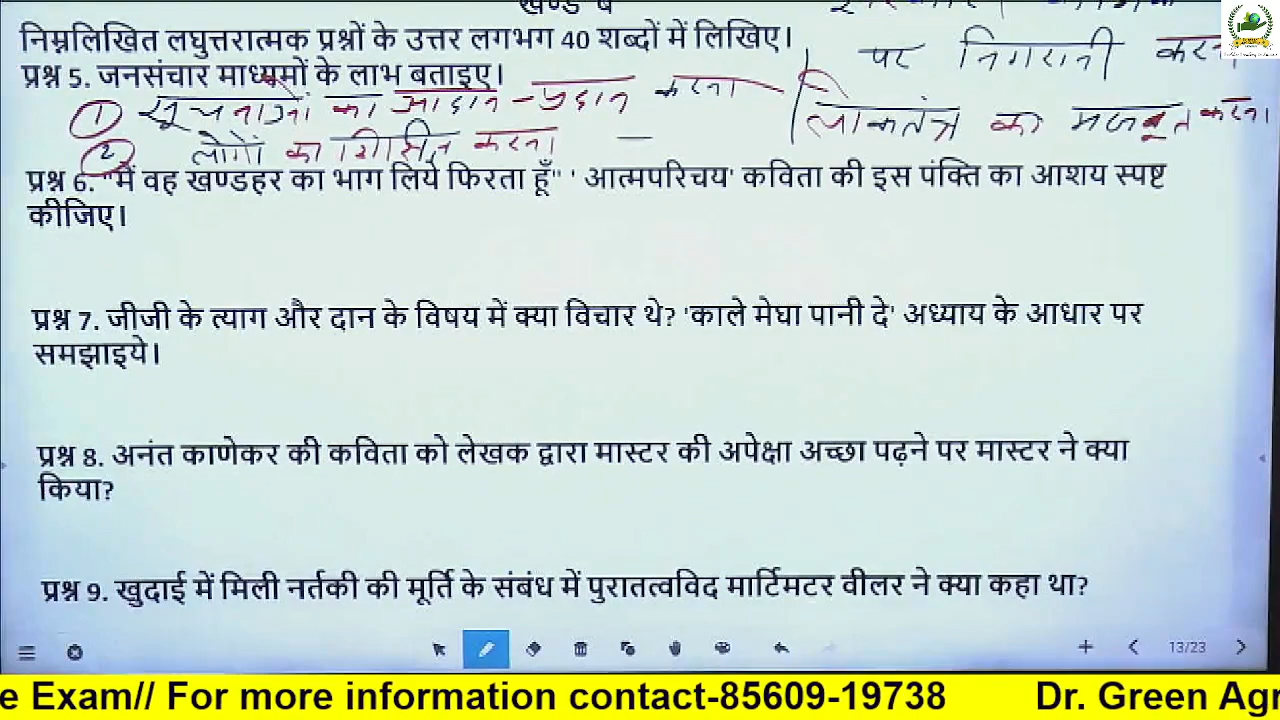 खण्ड ब
निम्नलिखित लघुत्तरात्मक प्रश्नों के उत्तर लगभग 40 शब्दों में लिखिए।
पर निगरानी करना
प्रश्न 5. जनसंचार माध्यमों के लाभ बताइए।
① सूचनाओं का आदान-प्रदान करना
लोकतंत्र का मजबूत करना
② लोगों का शिक्षित करना
प्रश्न 6. "मैं वह खण्डहर का भाग लिये फिरता हूँ" ' आत्मपरिचय' कविता की इस पंक्ति का आशय स्पष्ट
कीजिए।
प्रश्न 7. जीजी के त्याग और दान के विषय में क्या विचार थे? 'काले मेघा पानी दे' अध्याय के आधार पर
समझाइये।
प्रश्न 8. अनंत काणेकर की कविता को लेखक द्वारा मास्टर की अपेक्षा अच्छा पढ़ने पर मास्टर ने क्या
किया?
प्रश्न 9. खुदाई में मिली नर्तकी की मूर्ति के संबंध में पुरातत्वविद मार्टिमटर वीलर ने क्या कहा था?
13/23
e Exam// For more information contact-85609-19738 Dr. Green Agr